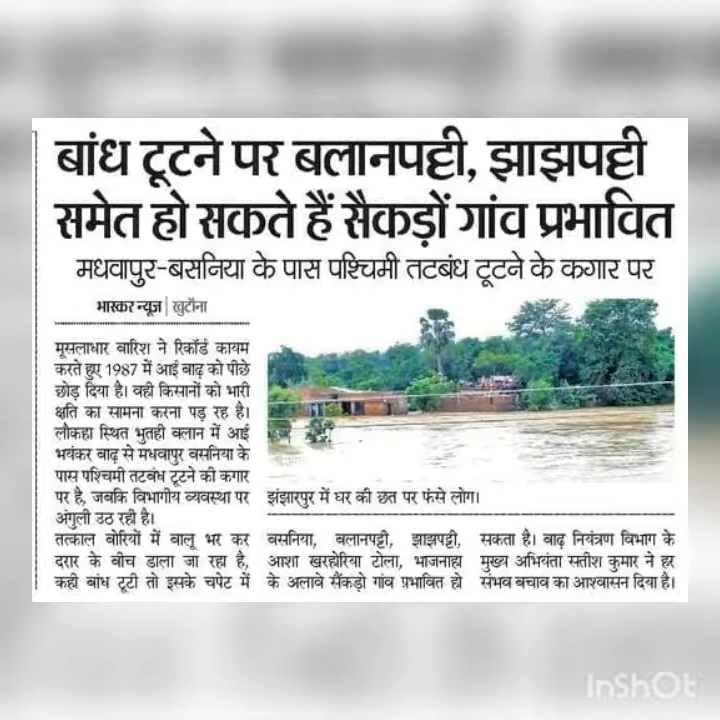 बांध टूटने पर बलानपट्टी, झाझपट्टी
समेत हो सकते हैं सैकड़ों गांव प्रभावित
मधवापुर-बसनिया के पास पश्चिमी तटबंध टूटने के कगार पर
भास्कर न्यूज | खुटौना
मूसलाधार बारिश ने रिकॉर्ड कायम
करते हुए 1987 में आई बाढ़ को पीछे
छोड़ दिया है। वही किसानों को भारी
क्षति का सामना करना पड़ रह है।
लौकहा स्थित भुतही बलान में आई
भयंकर बाढ़ से मधवापुर बसनिया के
पास पश्चिमी तटबंध टूटने की कगार
पर है, जबकि विभागीय व्यवस्था पर
अंगुली उठ रही है।
तत्काल बोरियों में बालू भर कर
दरार के बीच डाला जा रहा है,
कही बांध टूटी तो इसके चपेट में
झंझारपुर में घर की छत पर फंसे लोग।
बसनिया, बलानपट्टी, झाझपट्टी,
आशा खरहोरिया टोला, भाजनाहा
के अलावे सैंकड़ो गांव प्रभावित हो
सकता है। बाढ़ नियंत्रण विभाग के
मुख्य अभियंता सतीश कुमार ने हर
संभव बचाव का आश्वासन दिया है।
InShOt